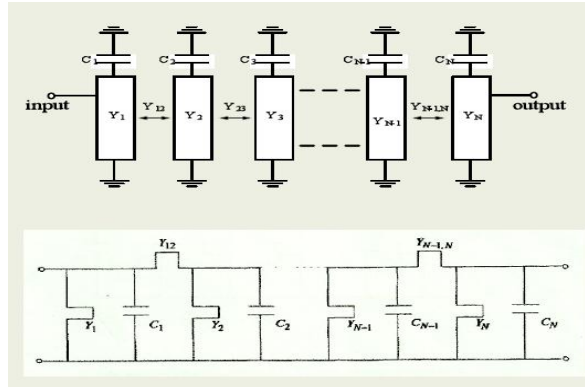 C1 C2 C3 CN-1 CN
input Y1 Y12 Y2 Y23 Y3 YN-1 YN-1,N YN output
Y12 YN-1,N
Y1 C1 Y2 C2 YN-1 CN-1 YN CN